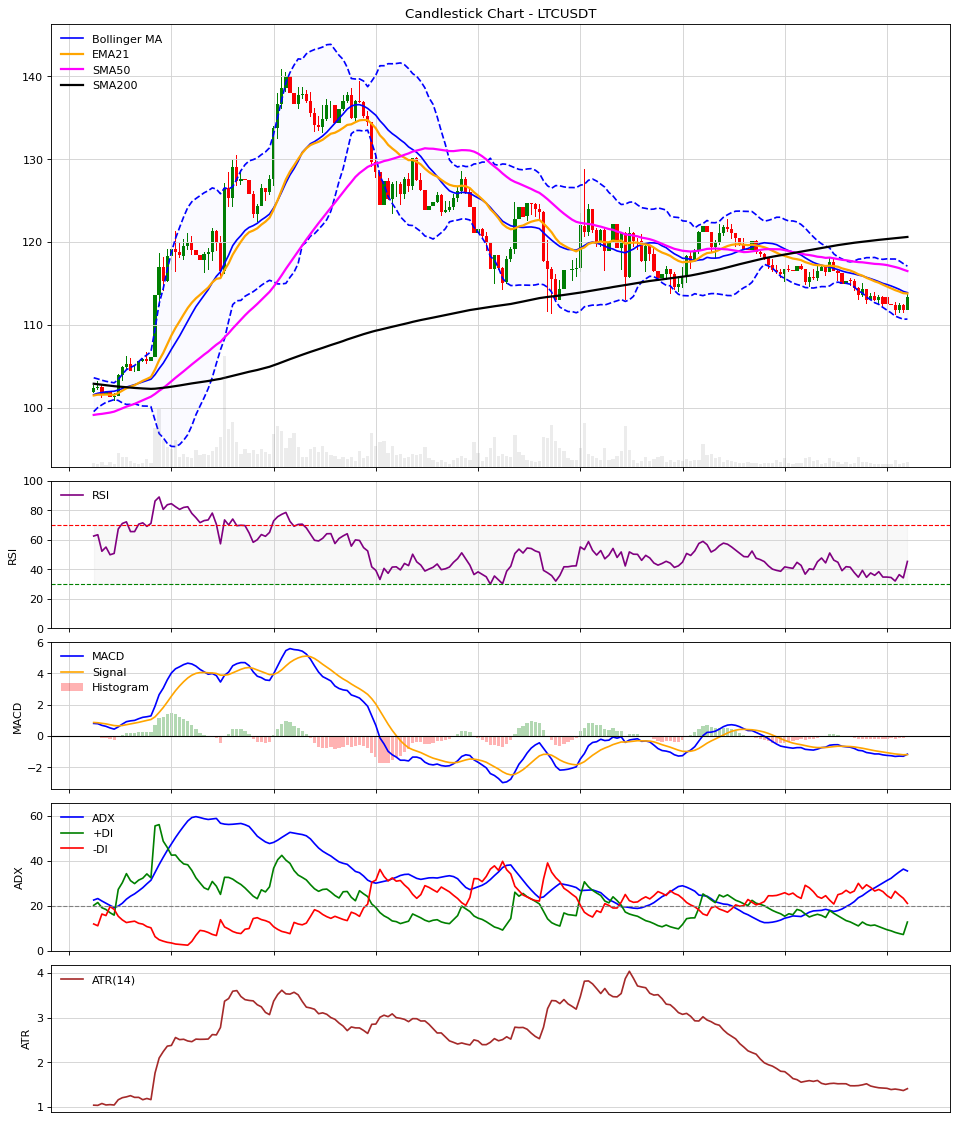 Candlestick Chart - LTCUSDT
Bollinger MA
EMA21
SMA50
SMA200
140
130
120
110
100
100
80
60
40
20
0
RSI
RSI
6
4
2
0
−2
MACD
MACD
Signal
Histogram
60
40
20
0
ADX
ADX
+DI
-DI
4
3
2
1
ATR
ATR(14)